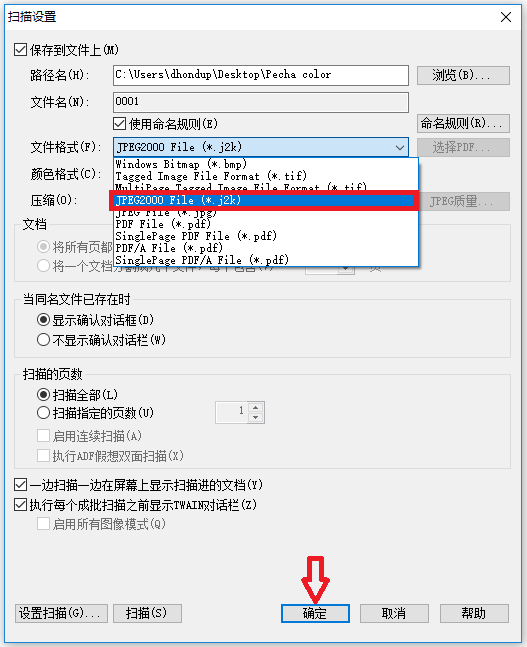 扫描设置
保存到文件上(M)
路径名(H): C:\Users\dhondup\Desktop\Pecha color 浏览(B)...
文件名(N): 0001
使用命名规则(E) 命名规则(R)...
文件格式(F): JPEG2000 File (*.j2k) 选择PDF...
颜色格式(C): Windows Bitmap (*.bmp)
Tagged Image File Format (*.tif)
MultiPage Tagged Image File Format (*.tif)
压缩(O): JPEG2000 File (*.j2k) JPEG质量...
JPEG File (*.jpg)
文档 PDF File (*.pdf)
将所有页都 SinglePage PDF File (*.pdf)
PDF/A File (*.pdf)
将一个文档 SinglePage PDF/A File (*.pdf) 页
当同名文件已存在时
显示确认对话框(D)
不显示确认对话栏(W)
扫描的页数
扫描全部(L)
扫描指定的页数(U) 1
启用连续扫描(A)
执行ADF假想双面扫描(X)
一边扫描一边在屏幕上显示扫描进的文档(Y)
执行每个成批扫描之前显示TWAIN对话栏(Z)
启用所有图像模式(Q)
设置扫描(G)... 扫描(S) 确定 取消 帮助